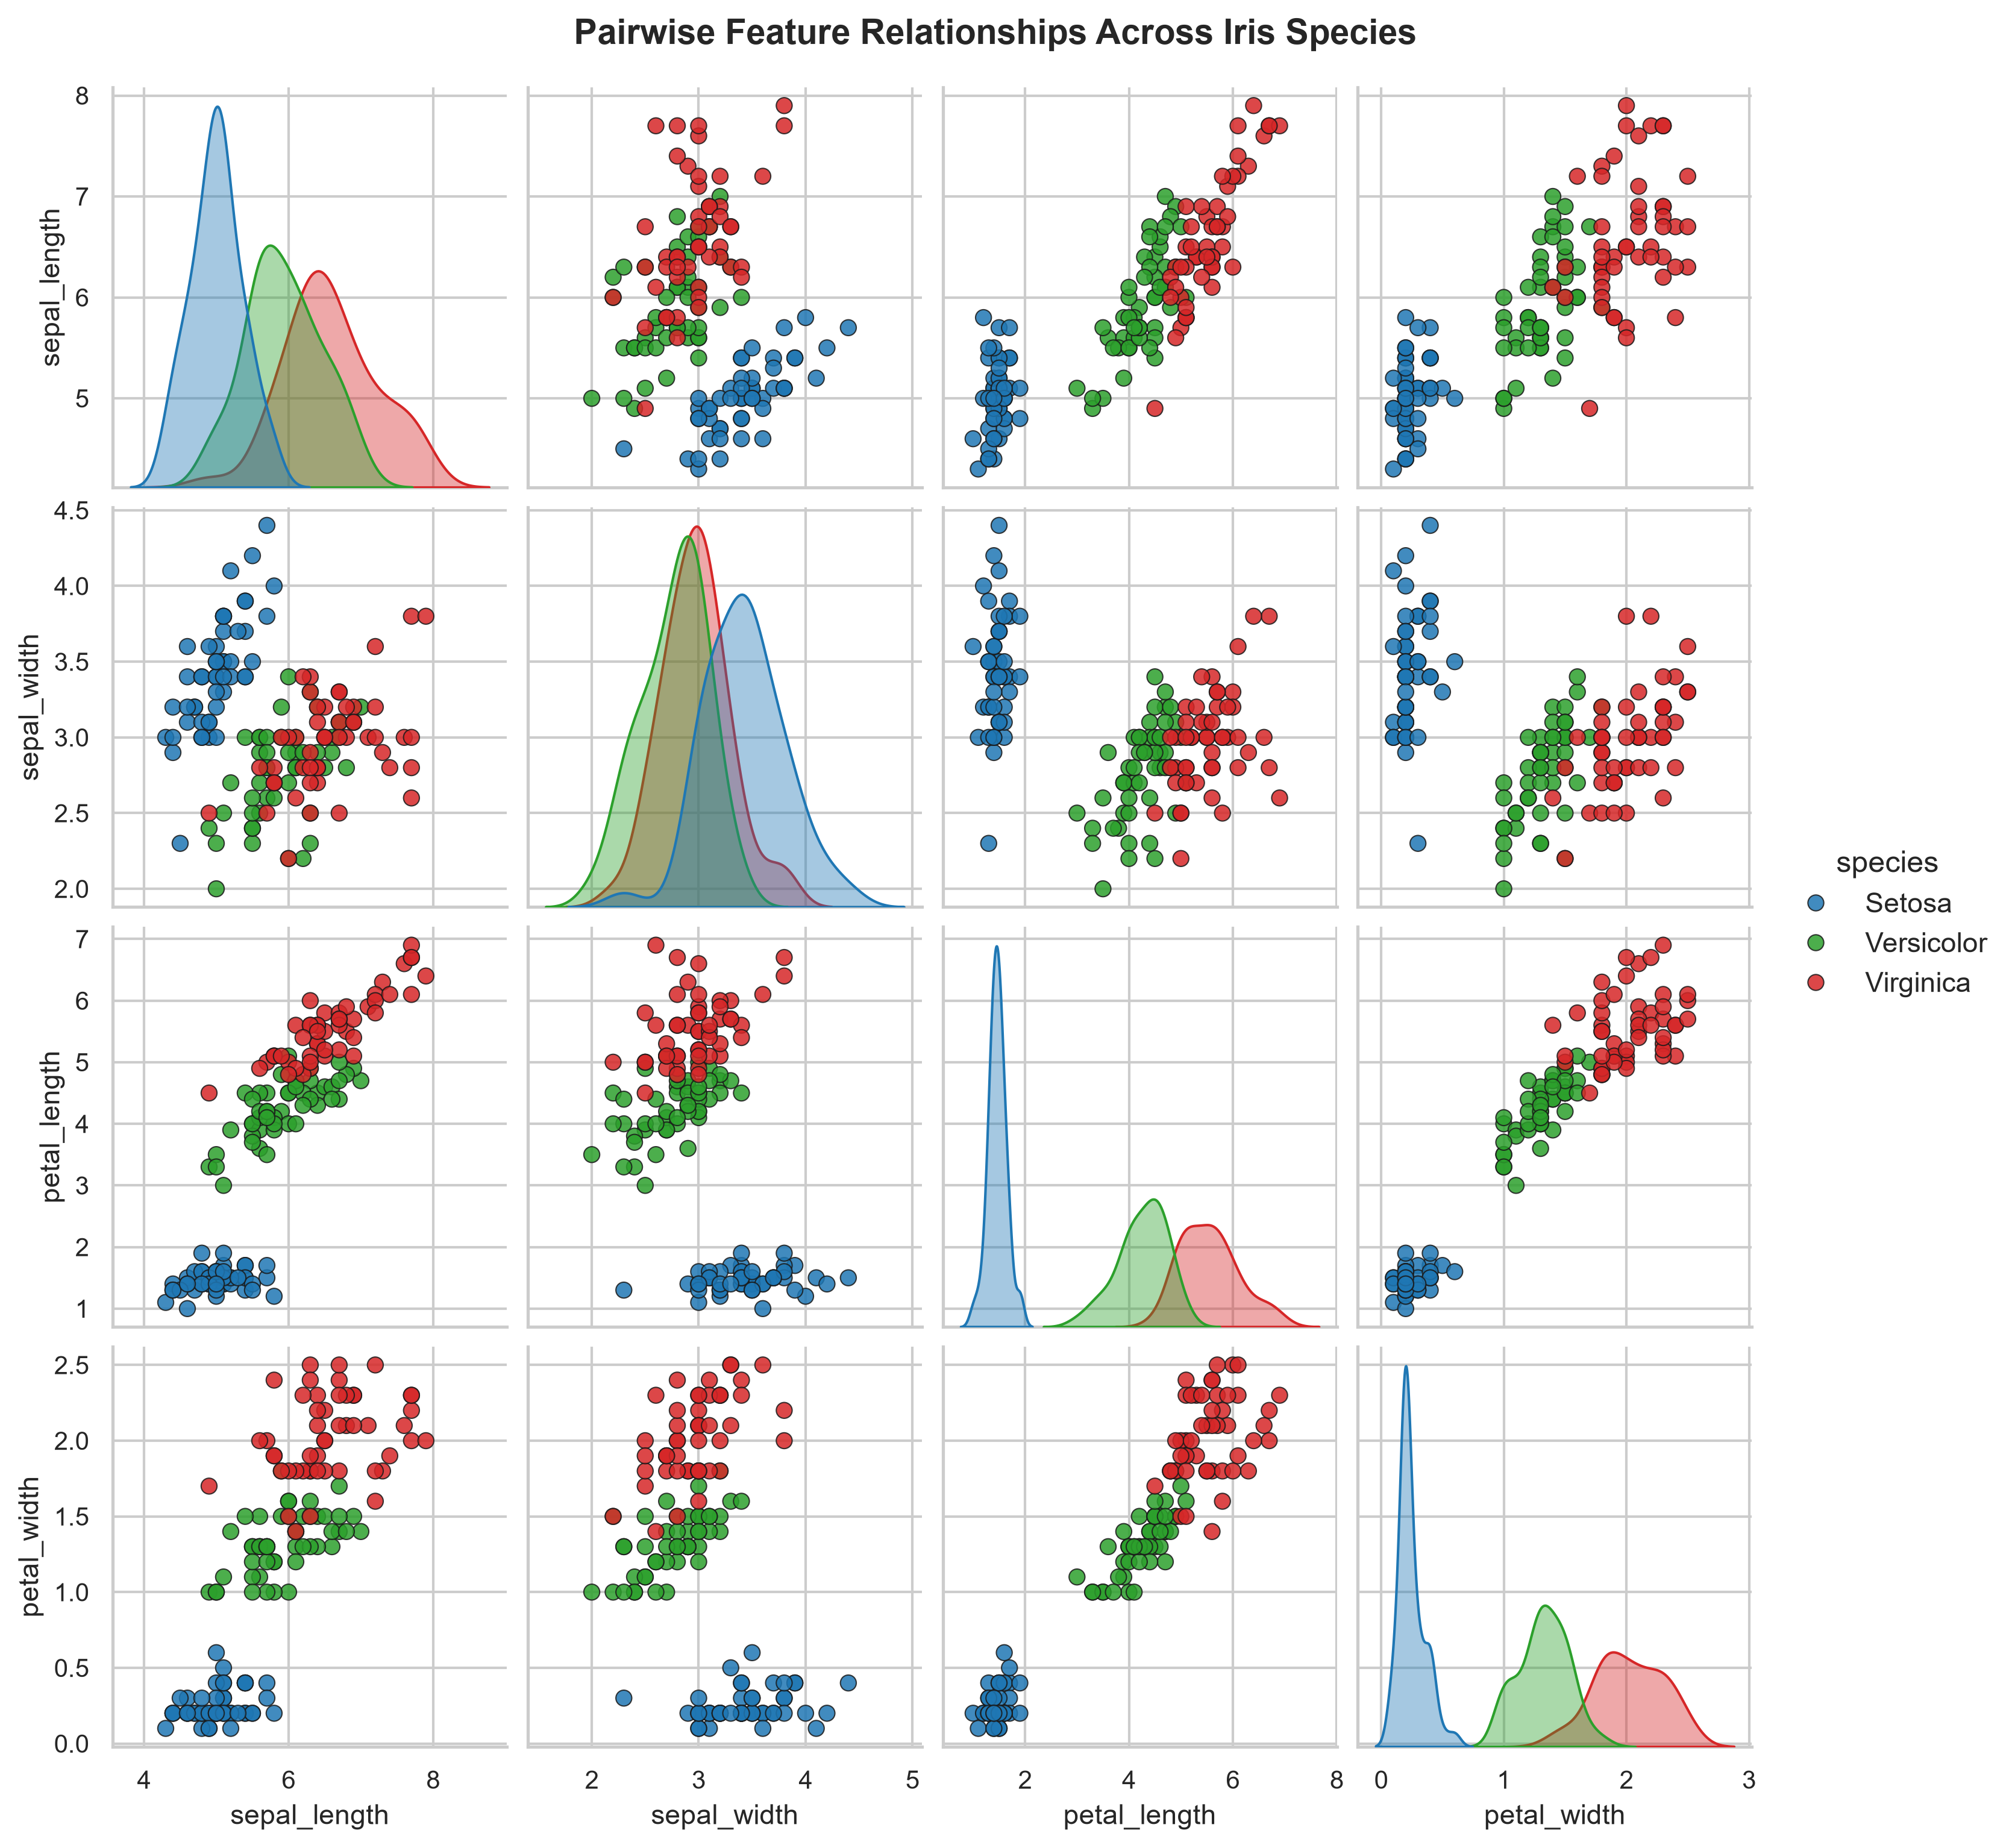 Pairwise Feature Relationships Across Iris Species
8
7
6
5
sepal_length
4.5
4.0
3.5
3.0
2.5
2.0
sepal_width
species
Setosa
Versicolor
Virginica
7
6
5
4
3
2
1
petal_length
2.5
2.0
1.5
1.0
0.5
0.0
petal_width
4 6 8
2 3 4 5
2 4 6 8
0 1 2 3
sepal_length
sepal_width
petal_length
petal_width